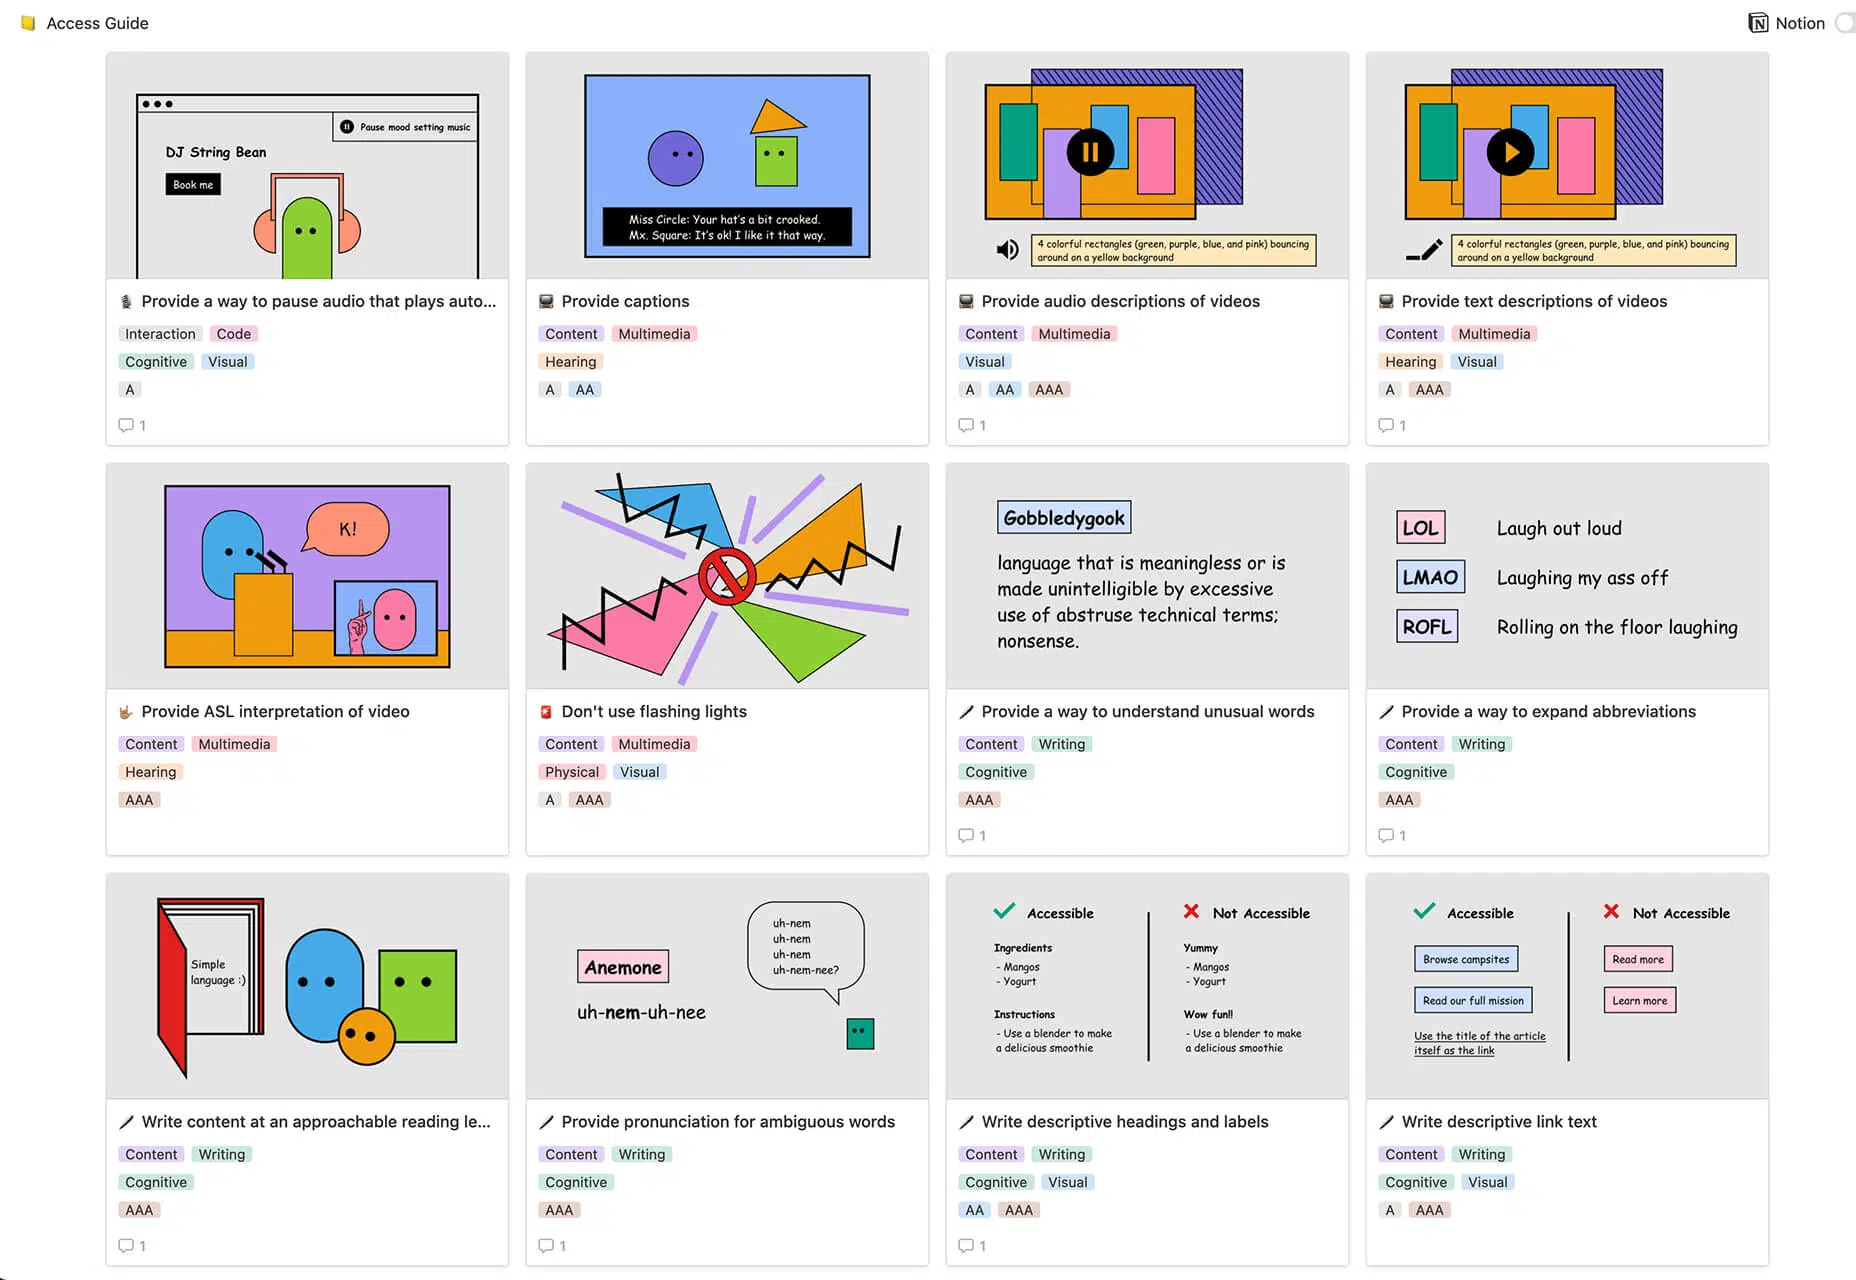 Access Guide
Notion
Pause mood setting music
DJ String Bean
Book me
Provide a way to pause audio that plays auto...
Interaction Code
Cognitive Visual
A
1
Miss Circle: Your hat's a bit crooked.
Mx. Square: It's ok! I like it that way.
Provide captions
Content Multimedia
Hearing
A AA
4 colorful rectangles (green, purple, blue, and pink) bouncing
around on a yellow background
Provide audio descriptions of videos
Content Multimedia
Visual
A AA AAA
1
4 colorful rectangles (green, purple, blue, and pink) bouncing
around on a yellow background
Provide text descriptions of videos
Content Multimedia
Hearing Visual
A AAA
1
K!
Provide ASL interpretation of video
Content Multimedia
Hearing
AAA
Don't use flashing lights
Content Multimedia
Physical Visual
A AAA
Gobbledygook
language that is meaningless or is
made unintelligible by excessive
use of abstruse technical terms;
nonsense.
Provide a way to understand unusual words
Content Writing
Cognitive
AAA
1
LOL Laugh out loud
LMAO Laughing my ass off
ROFL Rolling on the floor laughing
Provide a way to expand abbreviations
Content Writing
Cognitive
AAA
1
Simple
language :)
Write content at an approachable reading le...
Content Writing
Cognitive
AAA
1
Anemone
uh-nem-uh-nee
uh-nem
uh-nem
uh-nem
uh-nem-nee?
Provide pronunciation for ambiguous words
Content Writing
Cognitive
AAA
1
Accessible
Ingredients
- Mangos
- Yogurt
Instructions
- Use a blender to make
a delicious smoothie
Not Accessible
Yummy
- Mangos
- Yogurt
Wow fun!!
- Use a blender to make
a delicious smoothie
Write descriptive headings and labels
Content Writing
Cognitive Visual
AA AAA
1
Accessible
Browse campsites
Read our full mission
Use the title of the article
itself as the link
Not Accessible
Read more
Learn more
Write descriptive link text
Content Writing
Cognitive Visual
A AAA